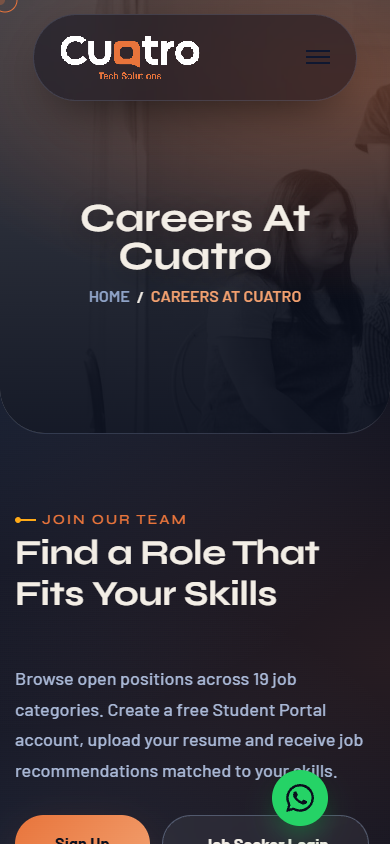 Cuatro
Tech Solutions
Careers At
Cuatro
HOME / CAREERS AT CUATRO
JOIN OUR TEAM
Find a Role That
Fits Your Skills
Browse open positions across 19 job
categories. Create a free Student Portal
account, upload your resume and receive job
recommendations matched to your skills.
Sign Up
Job Seeker Login